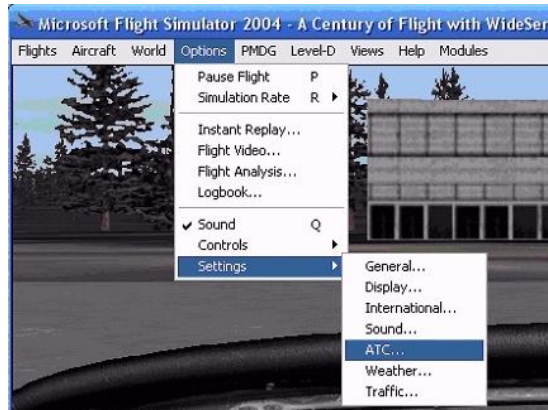 Microsoft Flight Simulator 2004 - A Century of Flight with WideSer
Flights Aircraft World Options PMDG Level-D Views Help Modules
Pause Flight P
Simulation Rate R
Instant Replay...
Flight Video...
Flight Analysis...
Logbook...
Sound Q
Controls
Settings
General...
Display...
International...
Sound...
ATC...
Weather...
Traffic...